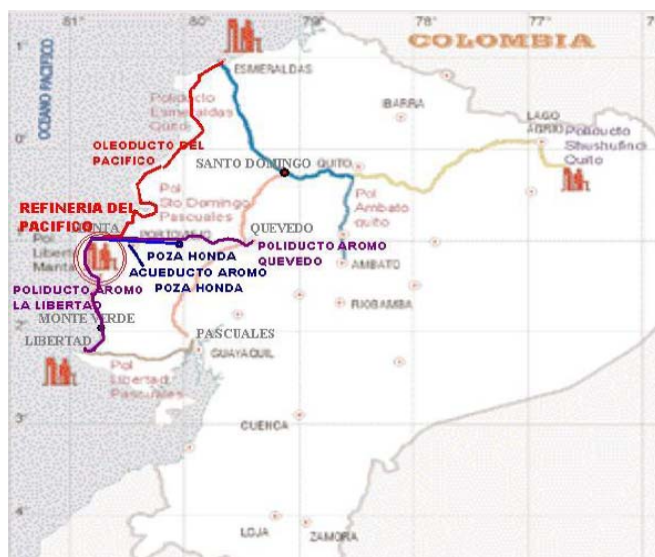 81° 80° 79° 78° 77°
1°
COLOMBIA
OCEANO PACIFICO
ESMERALDAS
Poliducto
Esmeraldas
Quito
IBARRA
LAGO
AGRIO
Poliducto
Shushufindi
Quito
0°
OLEODUCTO DEL
PACIFICO
SANTO DOMINGO
QUITO
Pol
Sto Domingo
Pascuales
Pol
Ambato
quito
REFINERIA DEL
PACIFICO
MANTA
PORTOVIEJO
QUEVEDO
Pol
Libertad
Manta
POLIDUCTO AROMO
QUEVEDO
POZA HONDA
ACUEDUCTO AROMO
POZA HONDA
AMBATO
POLIDUCTO AROMO
LA LIBERTAD
RIOBAMBA
MONTE VERDE
2°
LIBERTAD
PASCUALES
GUAYAQUIL
Pol
Libertad
Pascuales
3°
CUENCA
4°
LOJA
ZAMORA